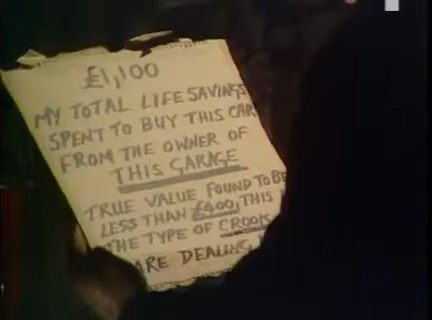 £1,100
MY TOTAL LIFE SAVINGS
SPENT TO BUY THIS CAR
FROM THE OWNER OF
THIS GARAGE
TRUE VALUE FOUND TO BE
LESS THAN £400, THIS
THE TYPE OF CROOK
ARE DEALING